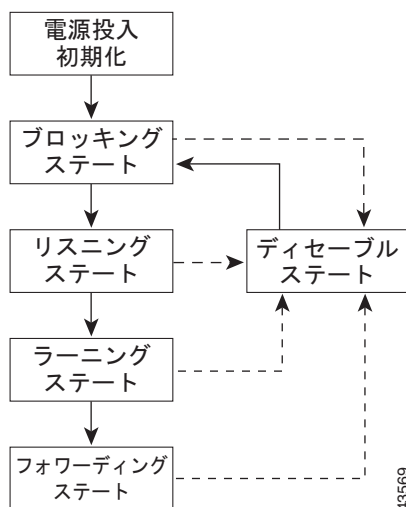 電源投入
初期化
ブロッキング
ステート
リスニング
ステート
ディセーブル
ステート
ラーニング
ステート
フォワーディング
ステート
43569